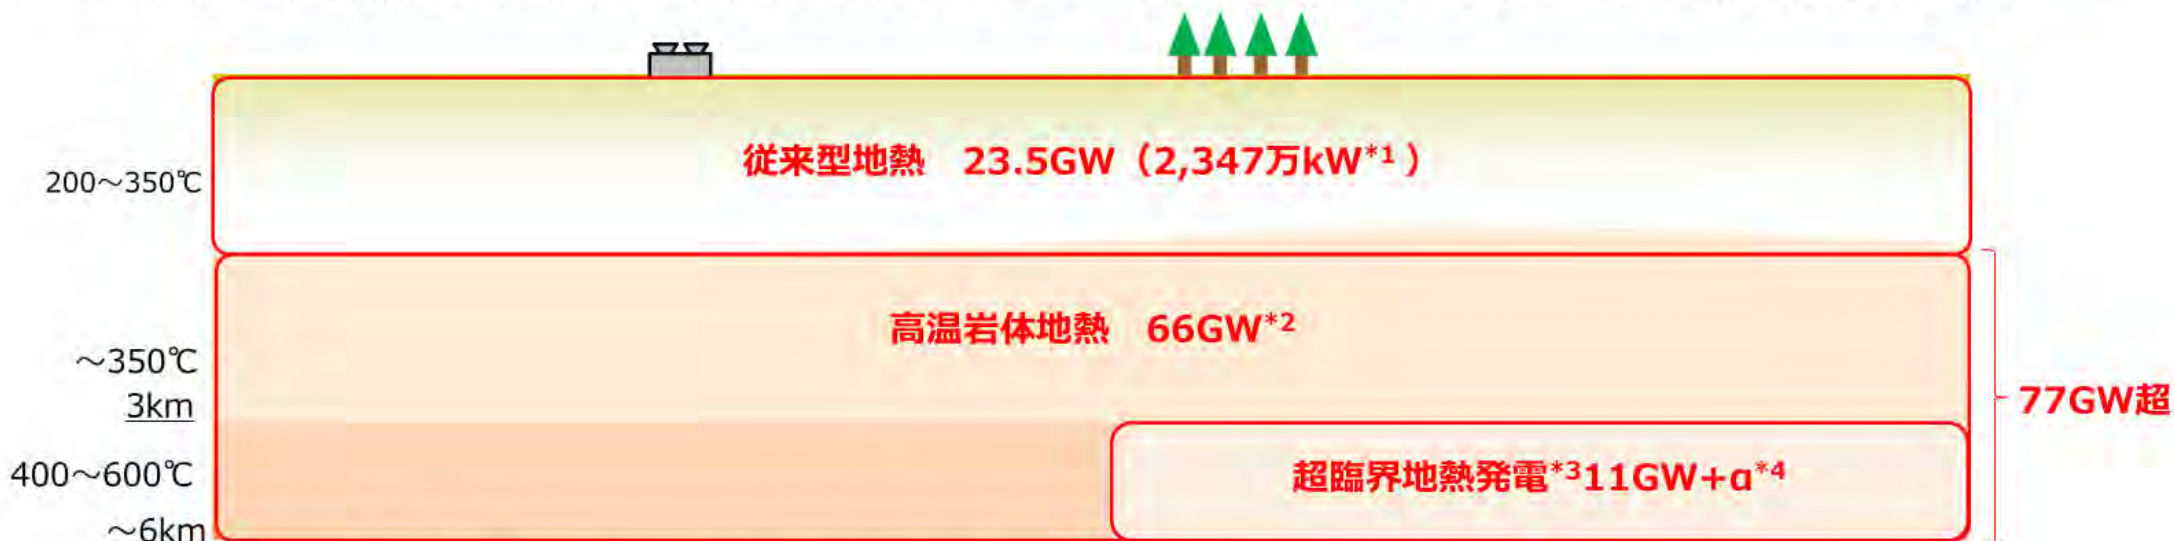 従来型地熱　23.5GW（2,347万kW*1 ）
200～350℃
高温岩体地熱　66GW*2
～350℃
3km
77GW超
400～600℃
超臨界地熱発電*311GW+α*4
～6km